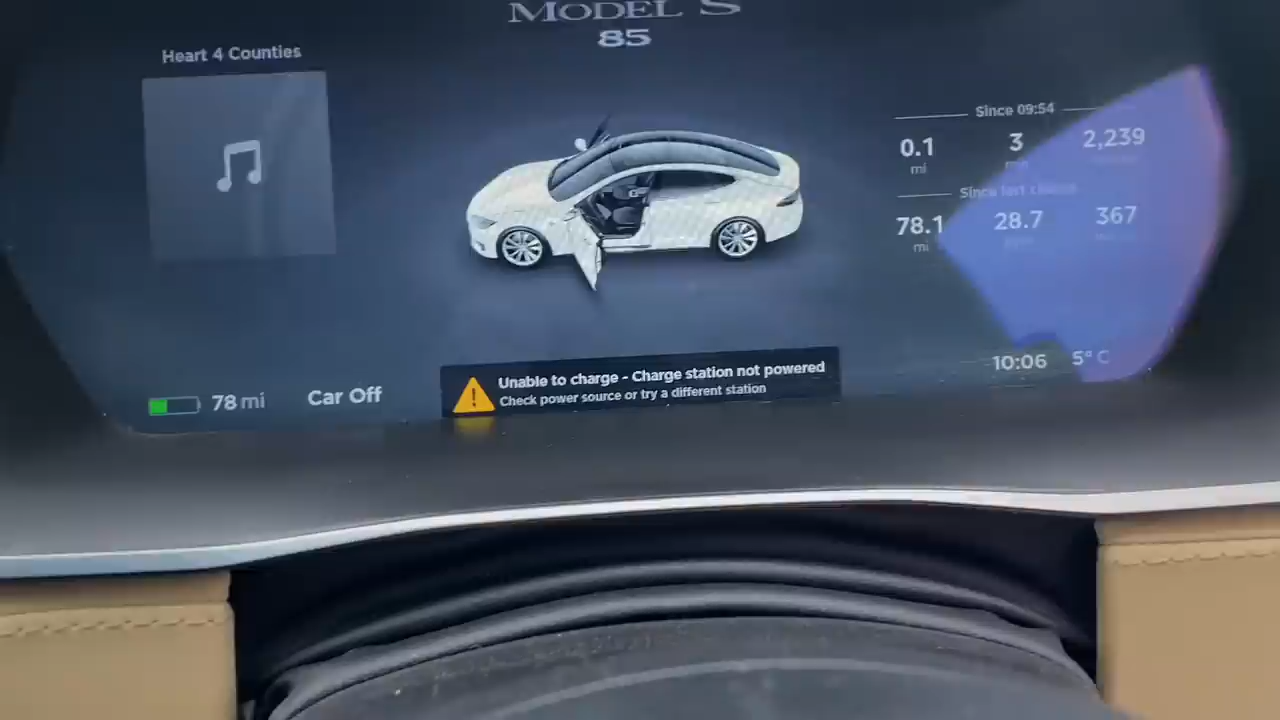 MODEL S
85
Heart 4 Counties
Since 09:54
0.1 3 2,239
mi
Since last charge
78.1 28.7 367
mi
78 mi Car Off
Unable to charge - Charge station not powered
Check power source or try a different station
10:06 5°C